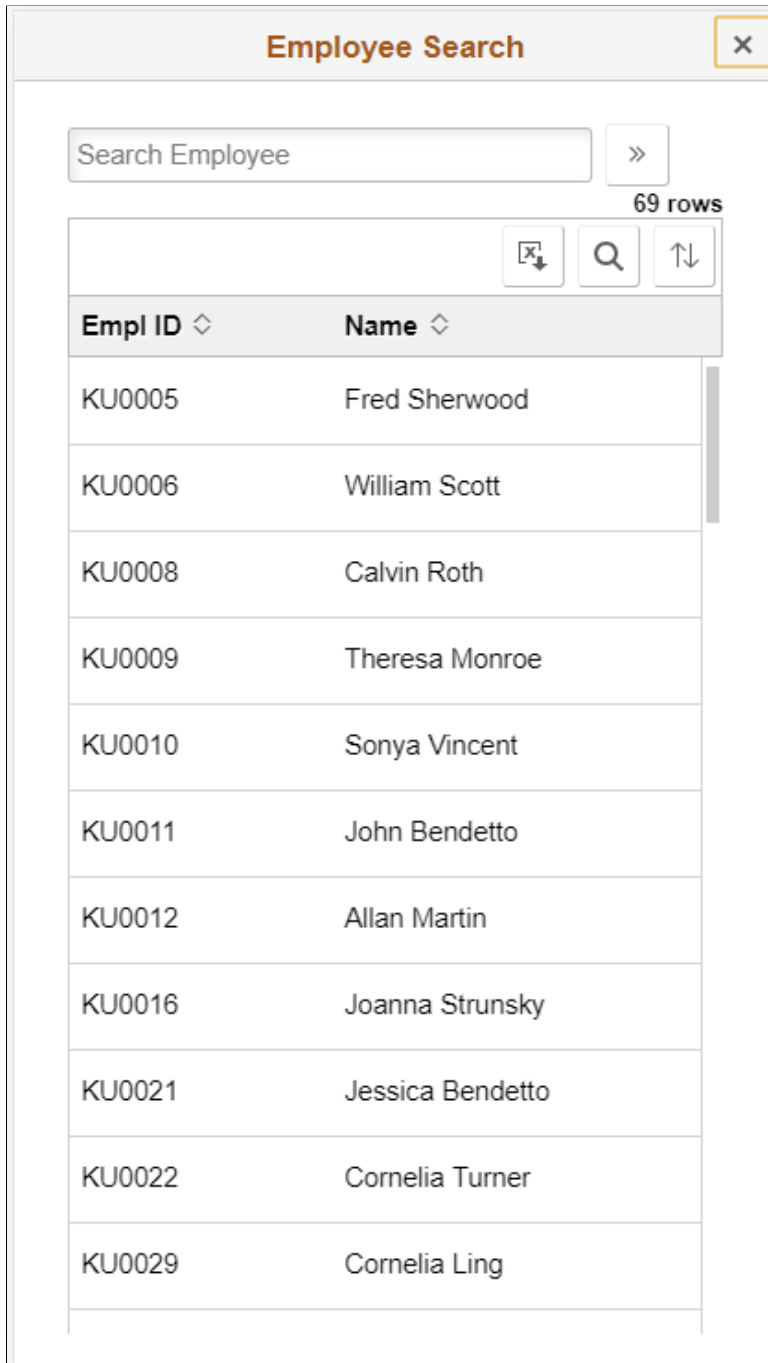 Employee Search
Search Employee
69 rows
Empl ID Name
KU0005 Fred Sherwood
KU0006 William Scott
KU0008 Calvin Roth
KU0009 Theresa Monroe
KU0010 Sonya Vincent
KU0011 John Bendetto
KU0012 Allan Martin
KU0016 Joanna Strunsky
KU0021 Jessica Bendetto
KU0022 Cornelia Turner
KU0029 Cornelia Ling